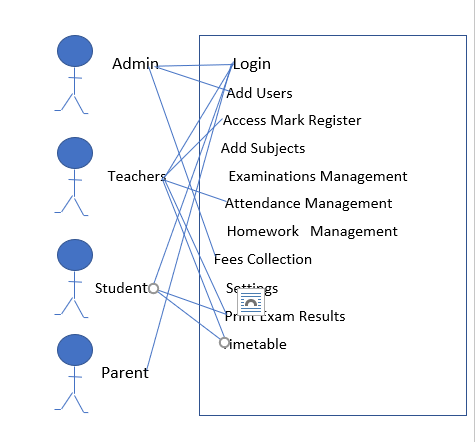 Admin
Login
Add Users
Access Mark Register
Add Subjects
Teachers
Examinations Management
Attendance Management
Homework Management
Fees Collection
Student
Settings
Print Exam Results
imetable
Parent